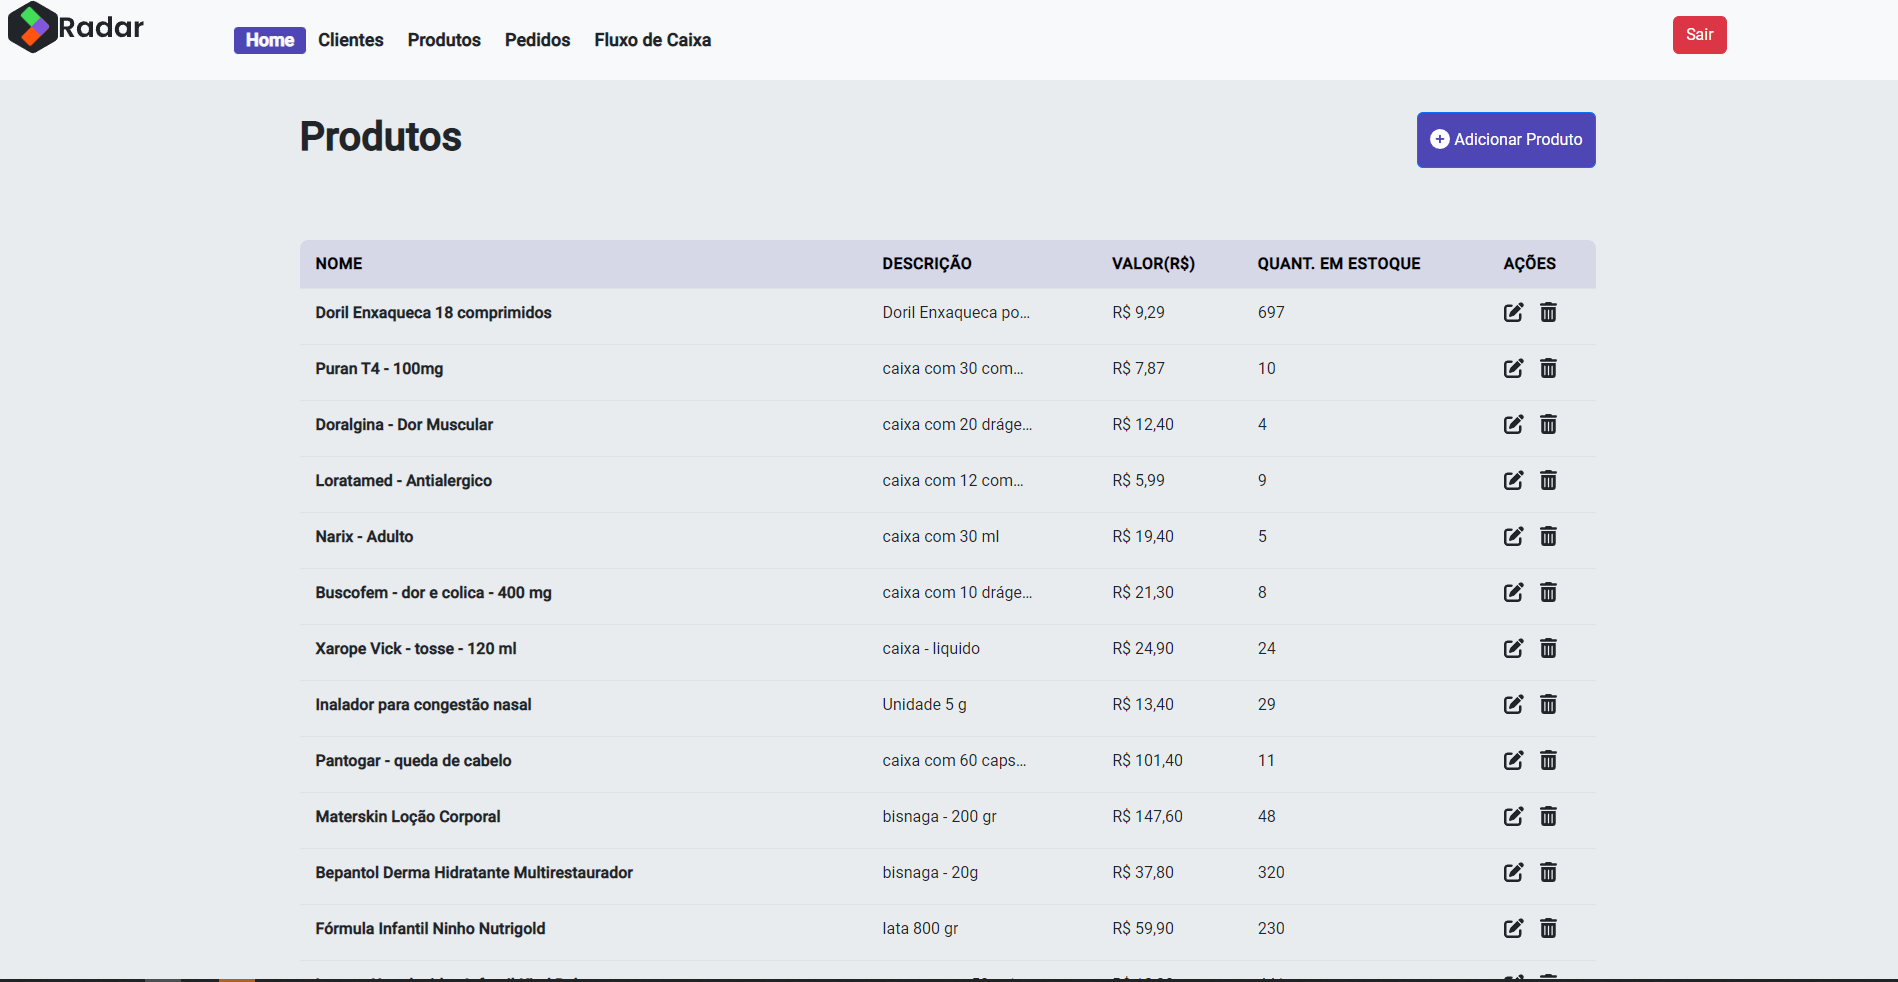 Radar
Home Clientes Produtos Pedidos Fluxo de Caixa
Sair
Produtos
Adicionar Produto
NOME DESCRIÇÃO VALOR(R$) QUANT. EM ESTOQUE AÇÕES
Doril Enxaqueca 18 comprimidos Doril Enxaqueca po... R$ 9,29 697
Puran T4 - 100mg caixa com 30 com... R$ 7,87 10
Doralgina - Dor Muscular caixa com 20 dráge... R$ 12,40 4
Loratamed - Antialergico caixa com 12 com... R$ 5,99 9
Narix - Adulto caixa com 30 ml R$ 19,40 5
Buscofem - dor e colica - 400 mg caixa com 10 dráge... R$ 21,30 8
Xarope Vick - tosse - 120 ml caixa - liquido R$ 24,90 24
Inalador para congestão nasal Unidade 5 g R$ 13,40 29
Pantogar - queda de cabelo caixa com 60 caps... R$ 101,40 11
Materskin Loção Corporal bisnaga - 200 gr R$ 147,60 48
Bepantol Derma Hidratante Multirestaurador bisnaga - 20g R$ 37,80 320
Fórmula Infantil Ninho Nutrigold lata 800 gr R$ 59,90 230